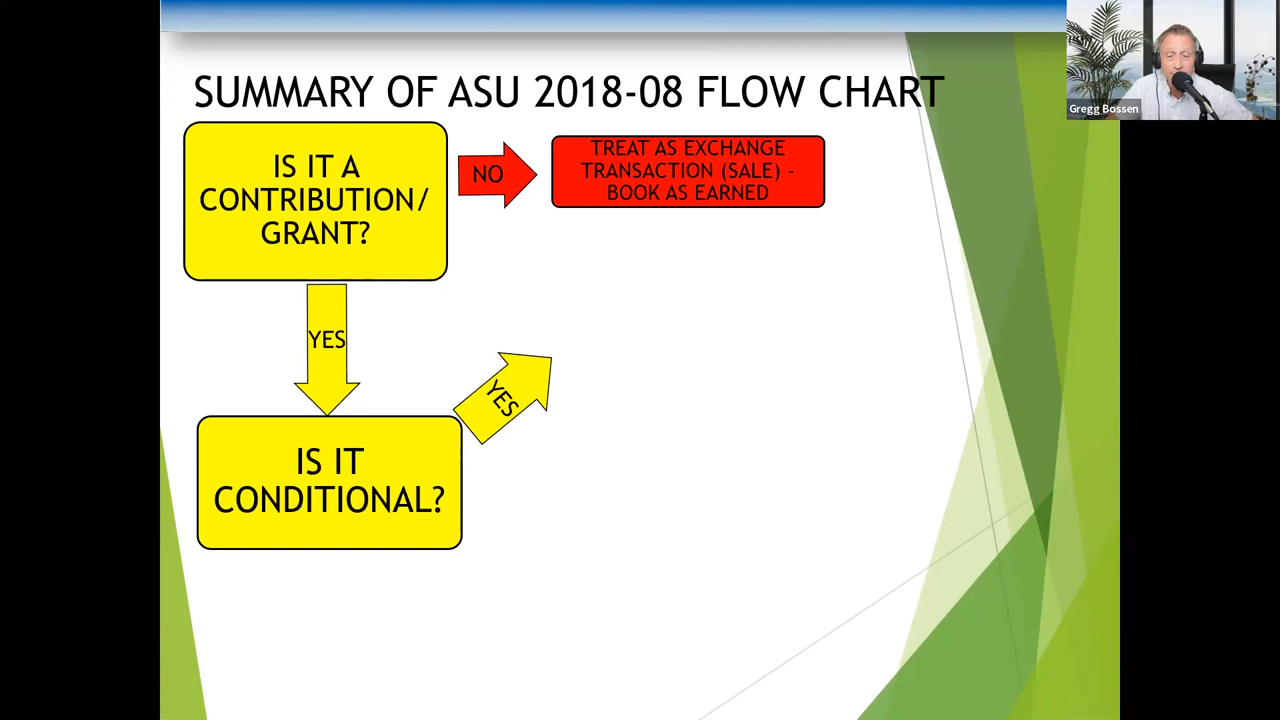 SUMMARY OF ASU 2018-08 FLOW CHART
Gregg Bossen
IS IT A
CONTRIBUTION/
GRANT?
NO
TREAT AS EXCHANGE
TRANSACTION (SALE) –
BOOK AS EARNED
YES
YES
IS IT
CONDITIONAL?